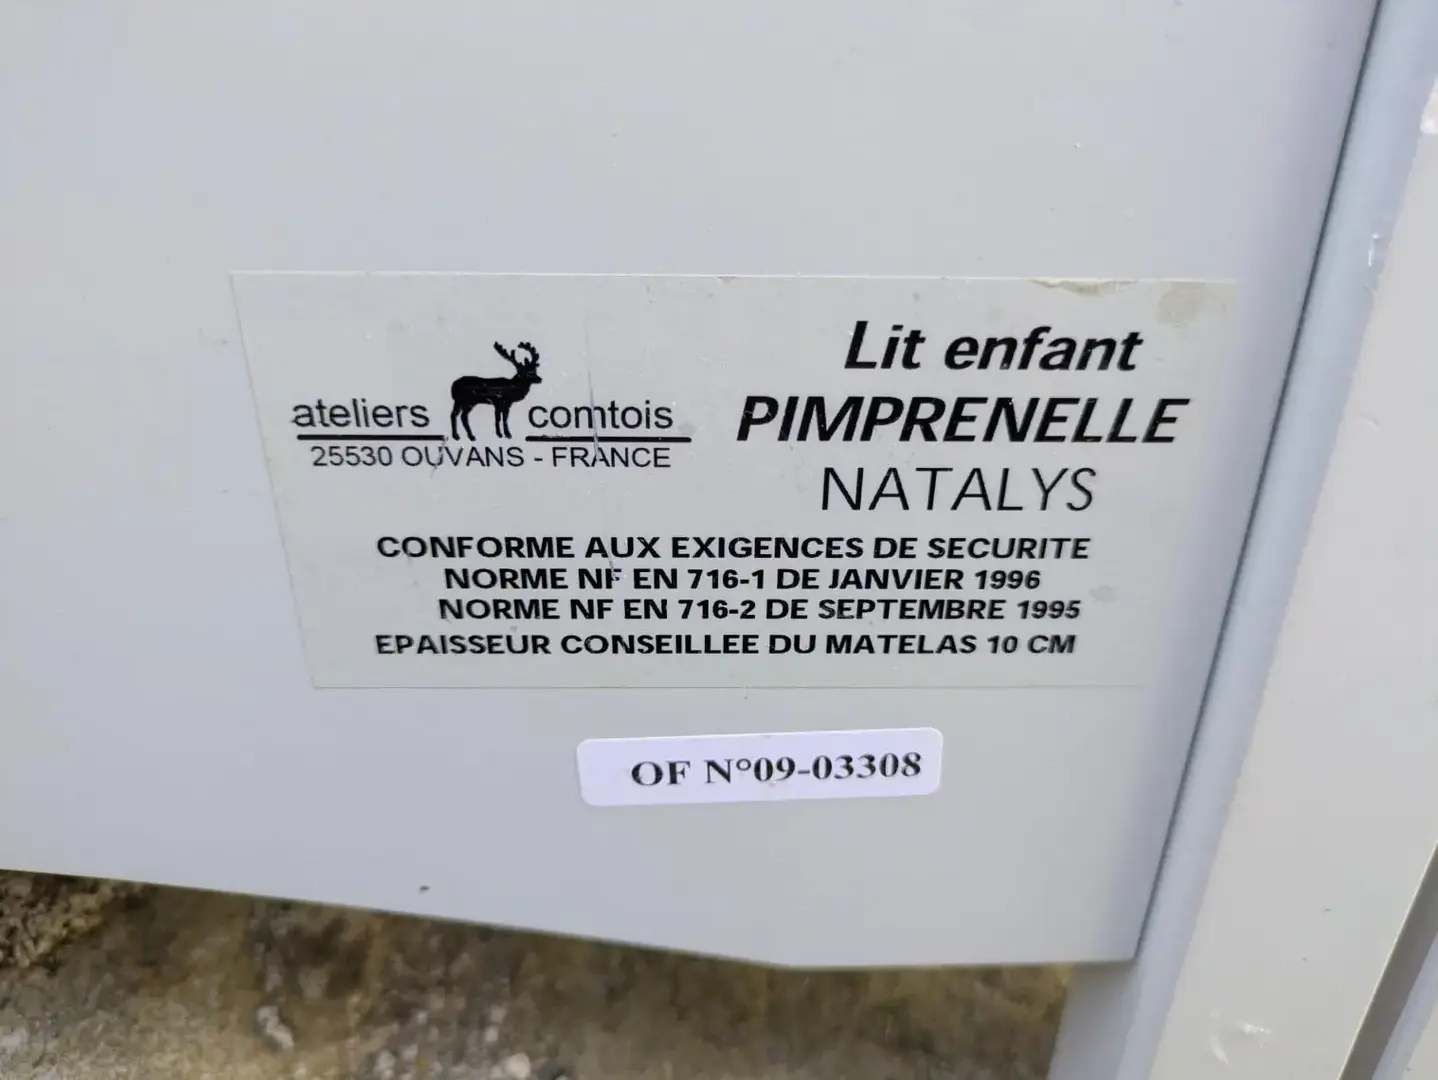 ateliers comtois
25530 OUVANS - FRANCE
Lit enfant
PIMPRENELLE
NATALYS
CONFORME AUX EXIGENCES DE SECURITE
NORME NF EN 716-1 DE JANVIER 1996
NORME NF EN 716-2 DE SEPTEMBRE 1995
EPAISSEUR CONSEILLEE DU MATELAS 10 CM
OF N°09-03308